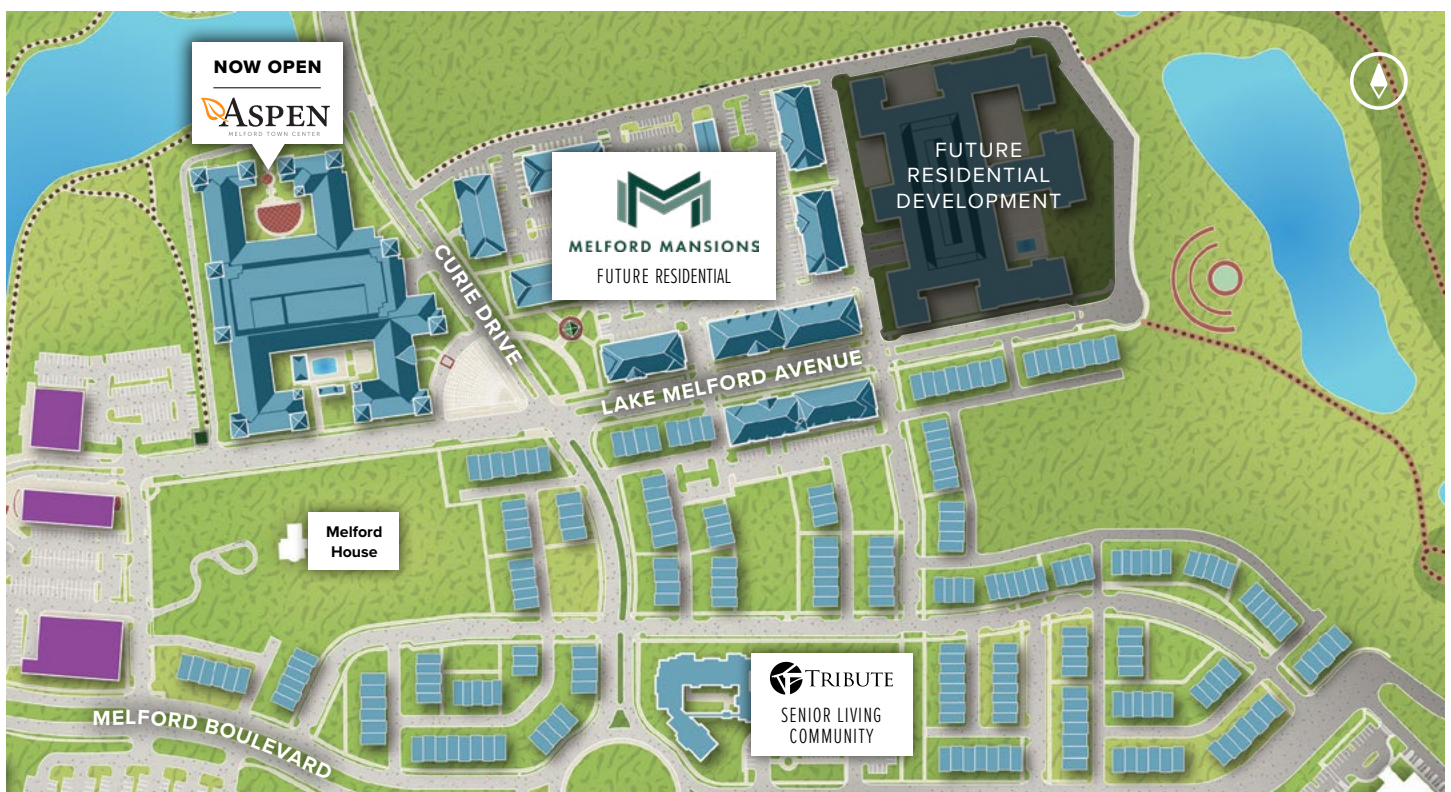 NOW OPEN
ASPEN
MELFORD TOWN CENTER
MELFORD MANSIONS
FUTURE RESIDENTIAL
FUTURE
RESIDENTIAL
DEVELOPMENT
CURIE DRIVE
LAKE MELFORD AVENUE
Melford
House
TRIBUTE
SENIOR LIVING
COMMUNITY
MELFORD BOULEVARD